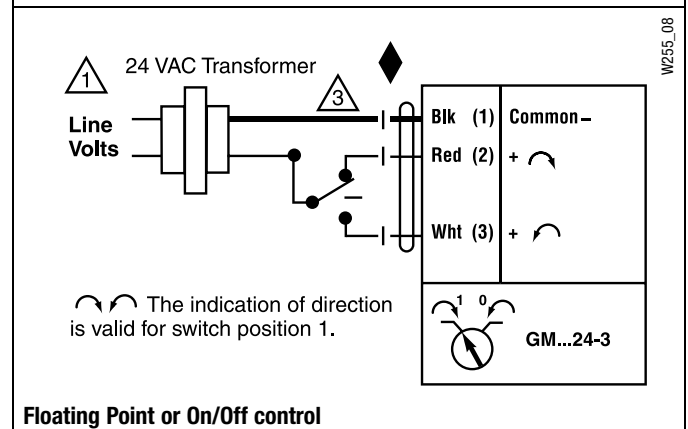 W255_08
1
24 VAC Transformer
3
Line
Volts
Blk (1) Common –
Red (2) +
Wht (3) +
The indication of direction
is valid for switch position 1.
1 0
GM...24-3
Floating Point or On/Off control